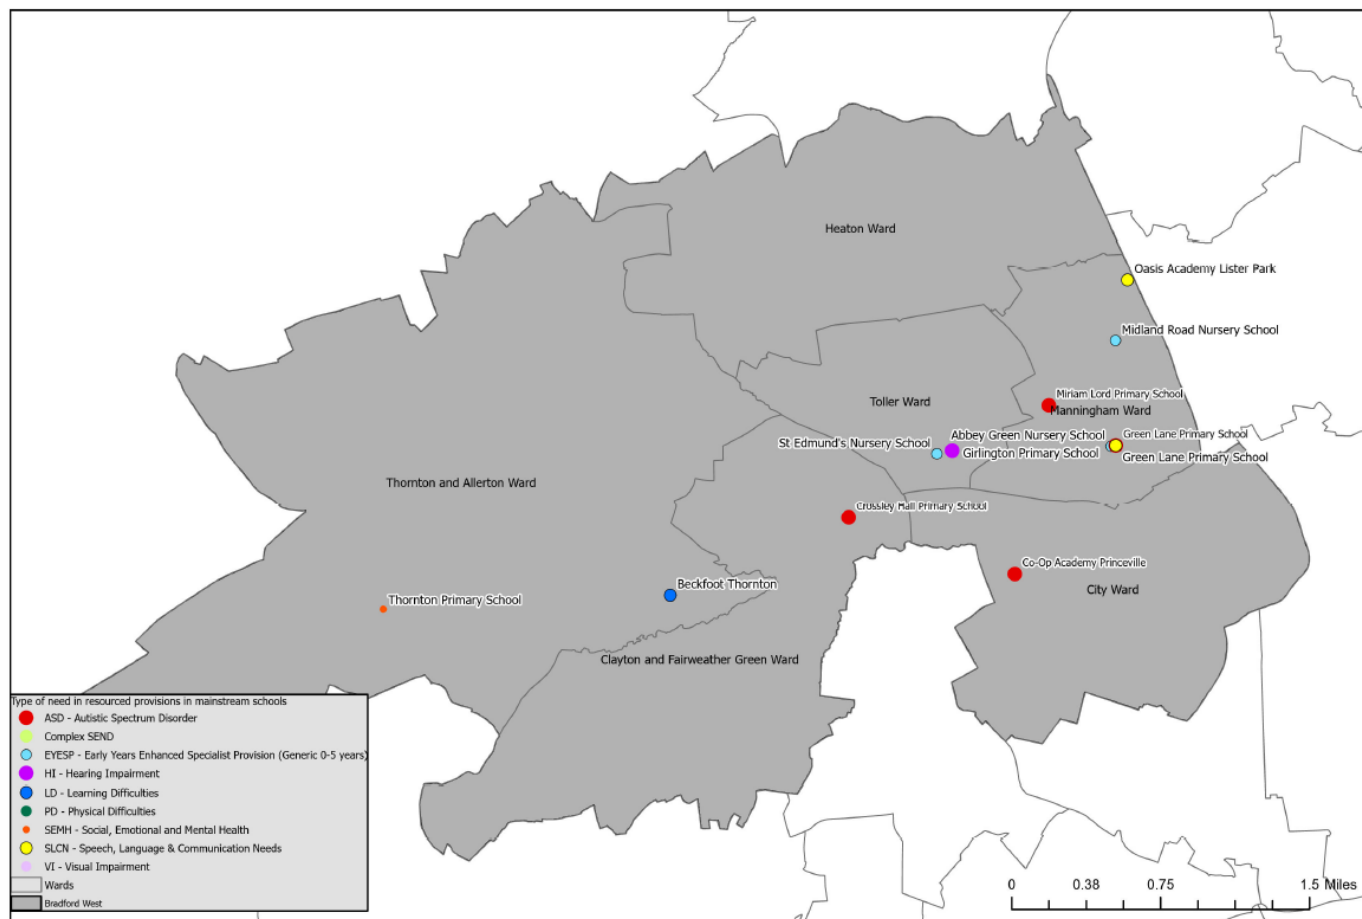 Heaton Ward
Oasis Academy Lister Park
Midland Road Nursery School
Miriam Lord Primary School
Toller Ward
Manningham Ward
Abbey Green Nursery School
Green Lane Primary School
St Edmund's Nursery School
Girlington Primary School
Green Lane Primary School
Thornton and Allerton Ward
Crossley Hall Primary School
Co-Op Academy Princeville
Beckfoot Thornton
City Ward
Thornton Primary School
Clayton and Fairweather Green Ward
Type of need in resourced provisions in mainstream schools
ASD - Autistic Spectrum Disorder
Complex SEND
EYESP - Early Years Enhanced Specialist Provision (Generic 0-5 years)
HI - Hearing Impairment
LD - Learning Difficulties
PD - Physical Difficulties
SEMH - Social, Emotional and Mental Health
SLCN - Speech, Language & Communication Needs
VI - Visual Impairment
Wards
Bradford West
0 0.38 0.75 1.5 Miles